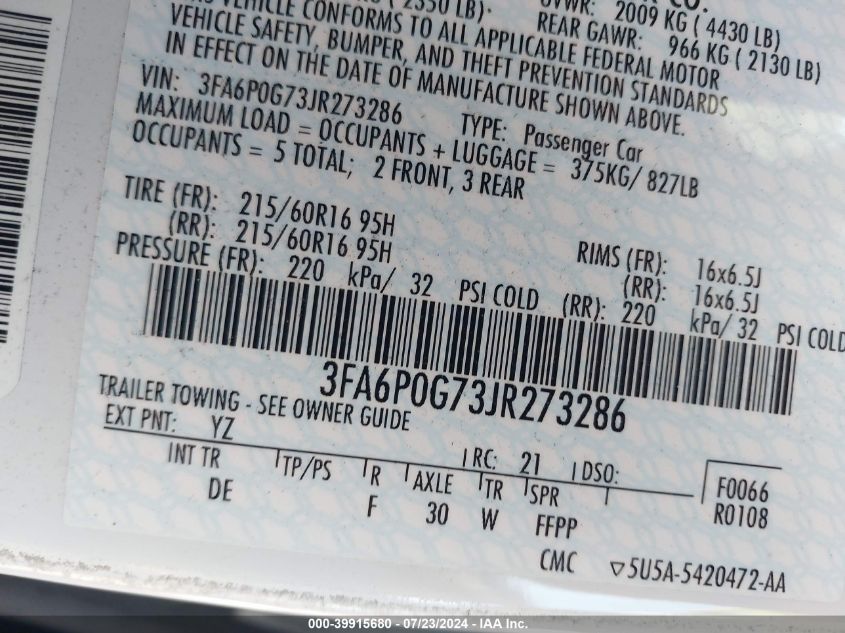 CO.
( 2350 LB). GVWR: 2009 KG ( 4430 LB)
REAR GAWR: 966 KG ( 2130 LB)
VEHICLE CONFORMS TO ALL APPLICABLE FEDERAL MOTOR
VEHICLE SAFETY, BUMPER, AND THEFT PREVENTION STANDARDS
IN EFFECT ON THE DATE OF MANUFACTURE SHOWN ABOVE.
VIN: 3FA6P0G73JR273286 TYPE: Passenger Car
MAXIMUM LOAD = OCCUPANTS + LUGGAGE = 375KG/ 827LB
OCCUPANTS = 5 TOTAL; 2 FRONT, 3 REAR
TIRE (FR): 215/60R16 95H RIMS (FR): 16x6.5J
(RR): 215/60R16 95H (RR): 16x6.5J
PRESSURE (FR): 220 kPa/ 32 PSI COLD (RR): 220 kPa/ 32 PSI COLD
3FA6P0G73JR273286
TRAILER TOWING - SEE OWNER GUIDE
EXT PNT: YZ RC: 21 DSO: F0066
INT TR TP/PS R AXLE TR SPR R0108
DE F 30 W FFPP
CMC ▽5U5A-5420472-AA
000-39915680 - 07/23/2024 - IAA Inc.